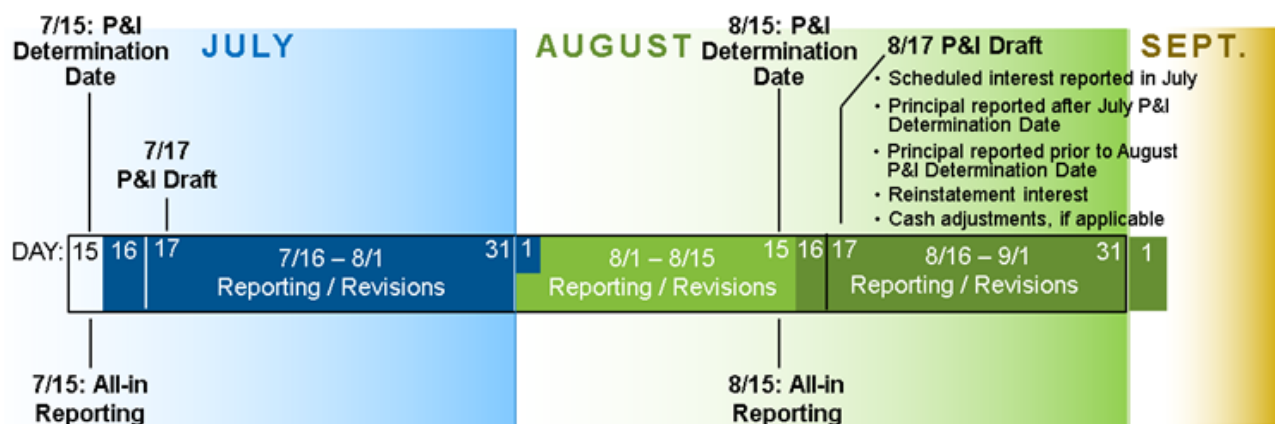 7/15: P&I
Determination
Date
JULY
7/17
P&I Draft
AUGUST
8/15: P&I
Determination
Date
8/17 P&I Draft
• Scheduled interest reported in July
• Principal reported after July P&I
Determination Date
• Principal reported prior to August
P&I Determination Date
• Reinstatement interest
• Cash adjustments, if applicable
SEPT.
DAY: 15 16 17 31 1 15 16 17 31 1
7/16 – 8/1
Reporting / Revisions
8/1 – 8/15
Reporting / Revisions
8/16 – 9/1
Reporting / Revisions
7/15: All-in
Reporting
8/15: All-in
Reporting